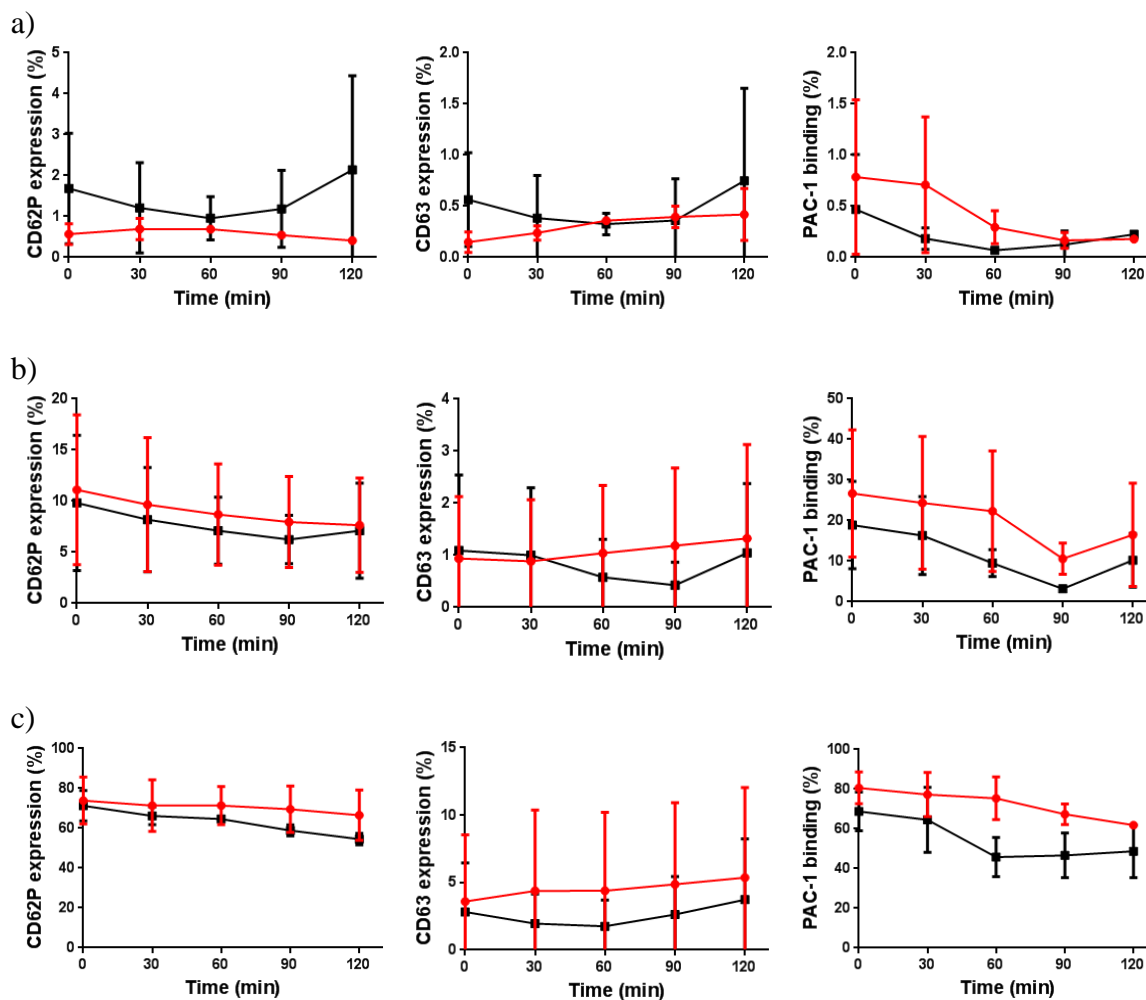 a)
CD62P expression (%)
5
4
3
2
1
0
0 30 60 90 120
Time (min)
CD63 expression (%)
2.0
1.5
1.0
0.5
0.0
0 30 60 90 120
Time (min)
PAC-1 binding (%)
2.0
1.5
1.0
0.5
0.0
0 30 60 90 120
Time (min)
b)
CD62P expression (%)
20
15
10
5
0
0 30 60 90 120
Time (min)
CD63 expression (%)
4
3
2
1
0
0 30 60 90 120
Time (min)
PAC-1 binding (%)
50
40
30
20
10
0
0 30 60 90 120
Time (min)
c)
CD62P expression (%)
100
80
60
40
20
0
0 30 60 90 120
Time (min)
CD63 expression (%)
15
10
5
0
0 30 60 90 120
Time (min)
PAC-1 binding (%)
100
80
60
40
20
0
0 30 60 90 120
Time (min)